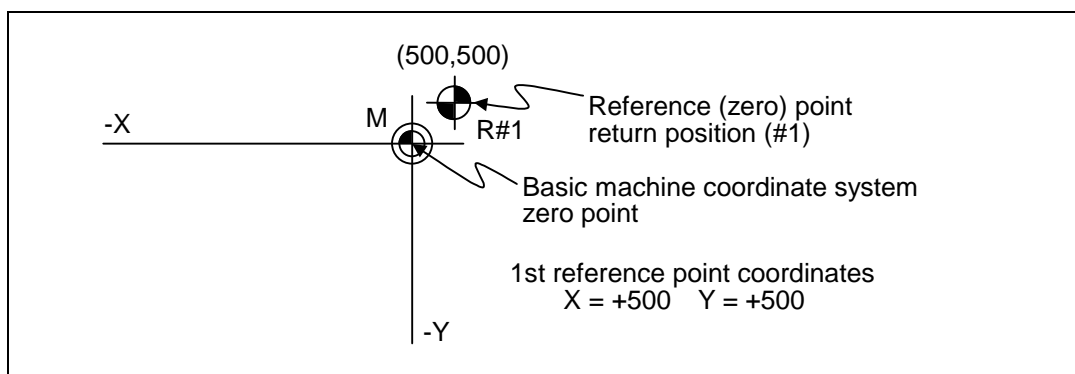 (500,500)
Reference (zero) point
return position (#1)
-X
M
R#1
Basic machine coordinate system
zero point
1st reference point coordinates
X = +500 Y = +500
-Y